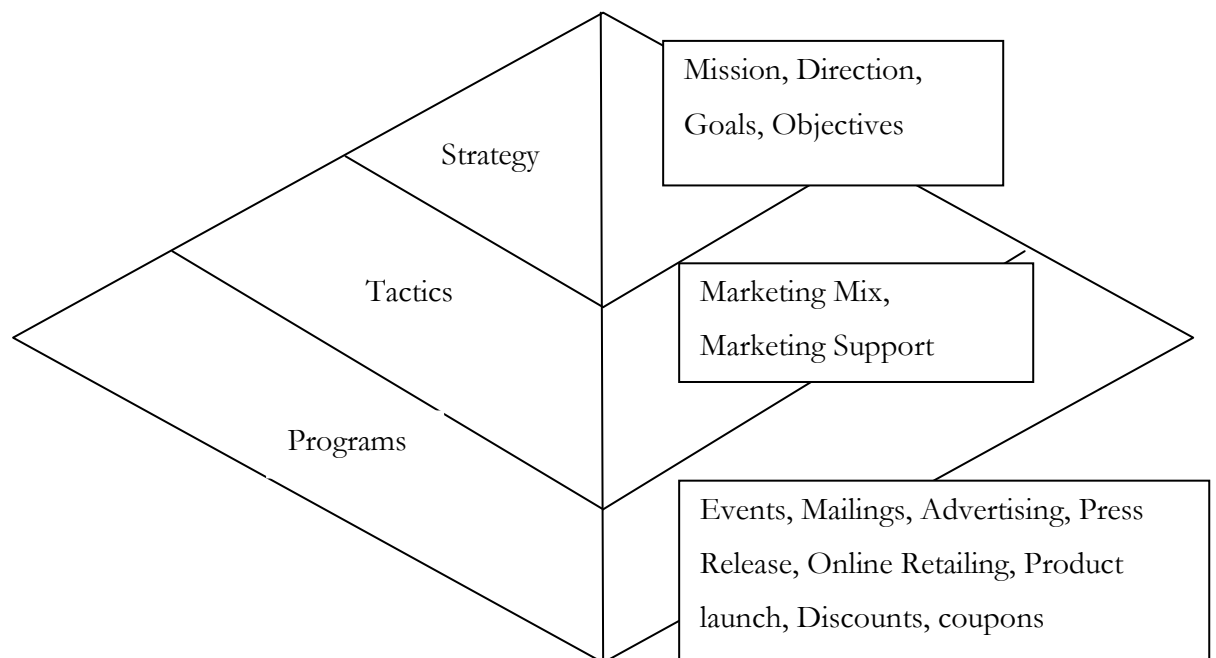 Mission, Direction,
Goals, Objectives
Strategy
Tactics
Marketing Mix,
Marketing Support
Programs
Events, Mailings, Advertising, Press
Release, Online Retailing, Product
launch, Discounts, coupons